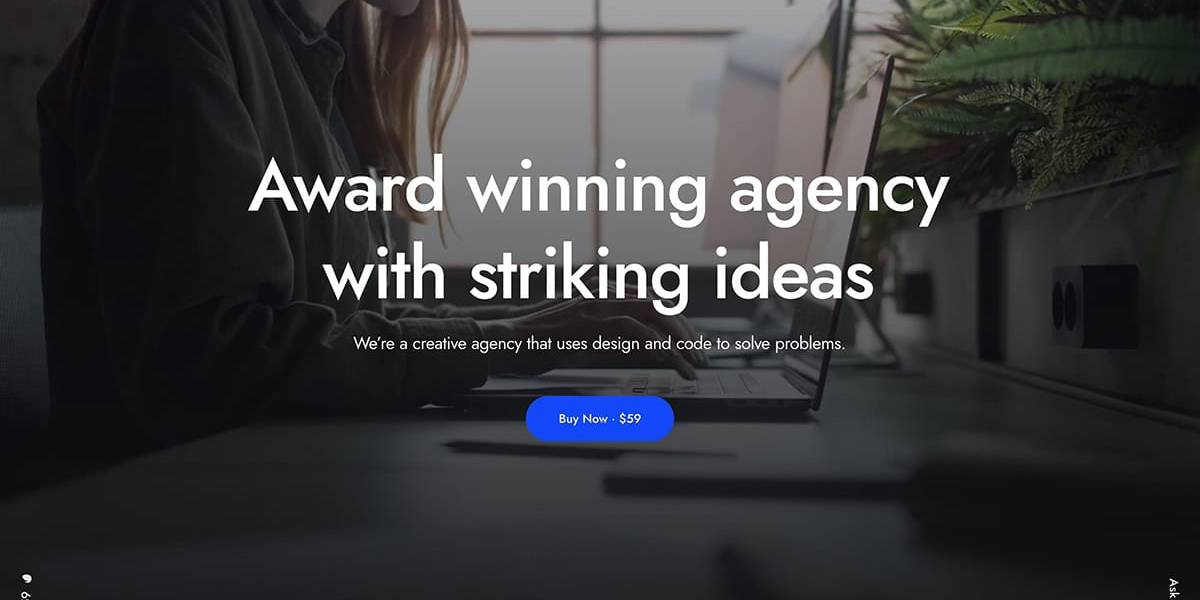 Award winning agency
with striking ideas
We're a creative agency that uses design and code to solve problems.
Buy Now · $59
Ask